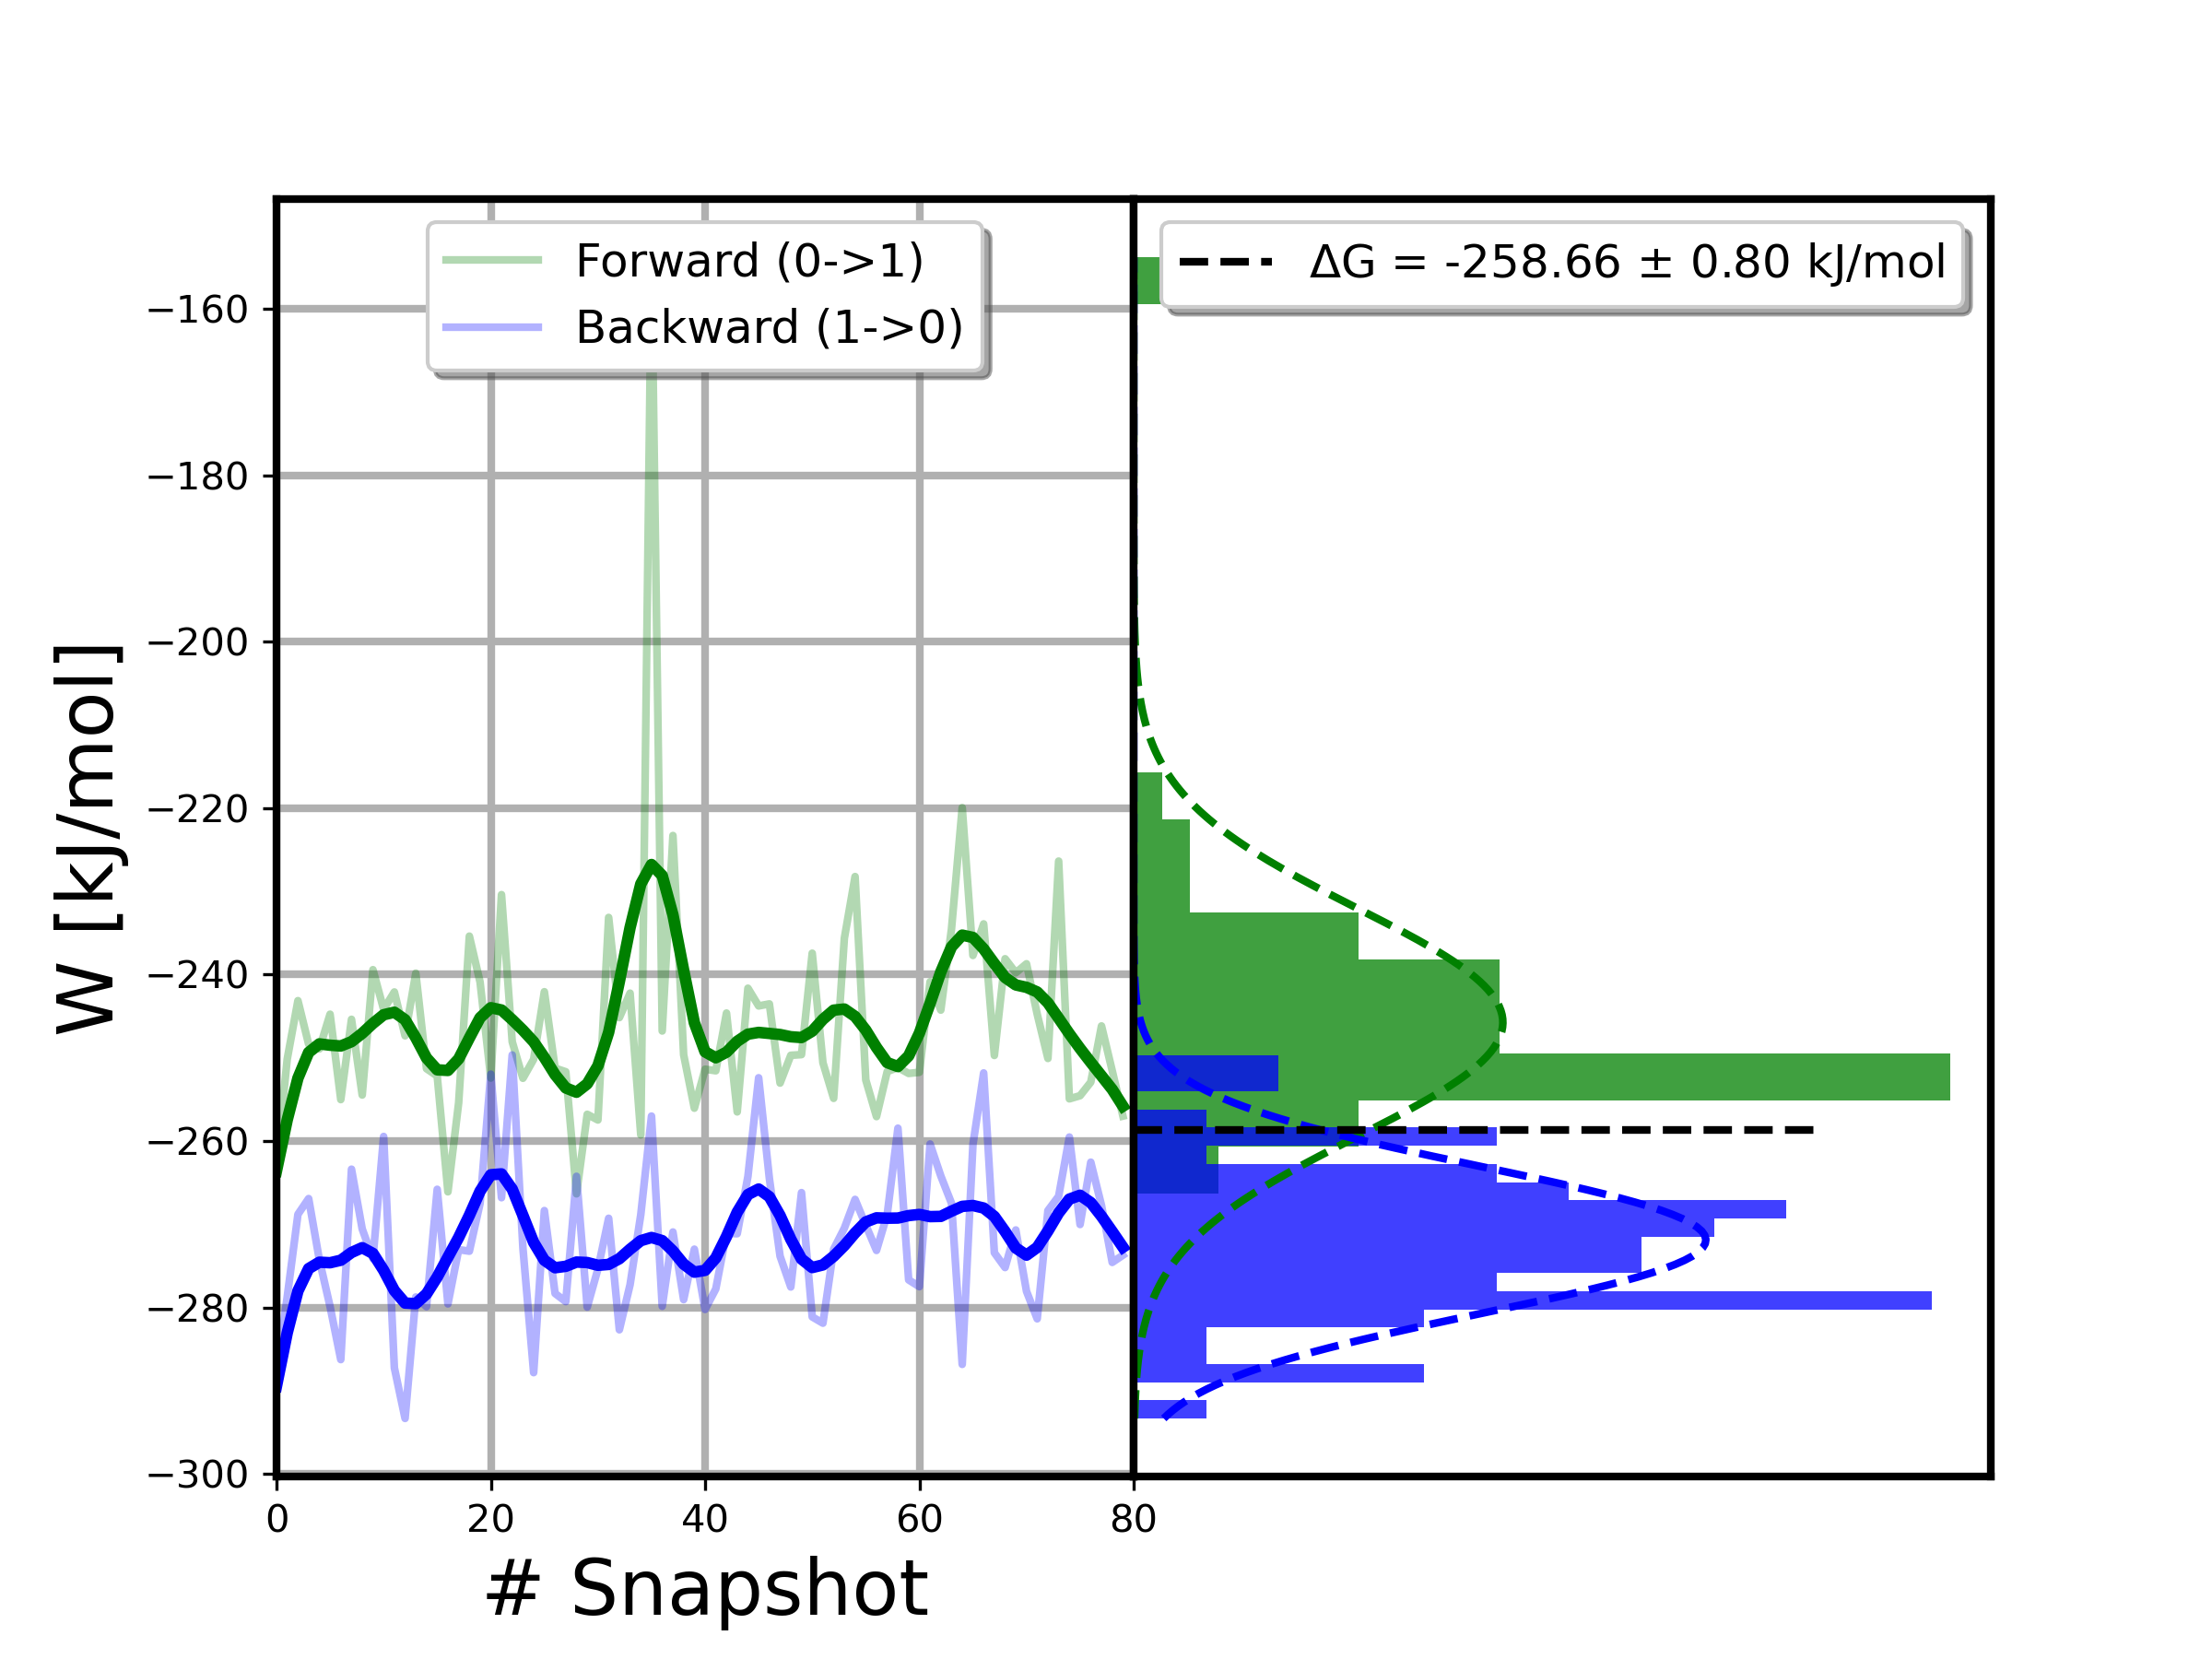 Forward (0->1)
Backward (1->0)
ΔG = -258.66 ± 0.80 kJ/mol
W [kJ/mol]
−160
−180
−200
−220
−240
−260
−280
−300
0 20 40 60 80
# Snapshot